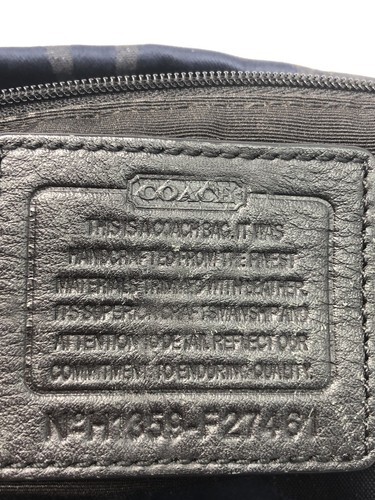 COACH
THIS IS A COACH BAG. IT WAS
HANDCRAFTED FROM THE FINEST
MATERIALS TRIMMED WITH LEATHER.
ITS SUPERIOR CRAFTSMANSHIP AND
ATTENTION TO DETAIL REFLECT OUR
COMMITMENT TO ENDURING QUALITY.
Nº H1359-F27461